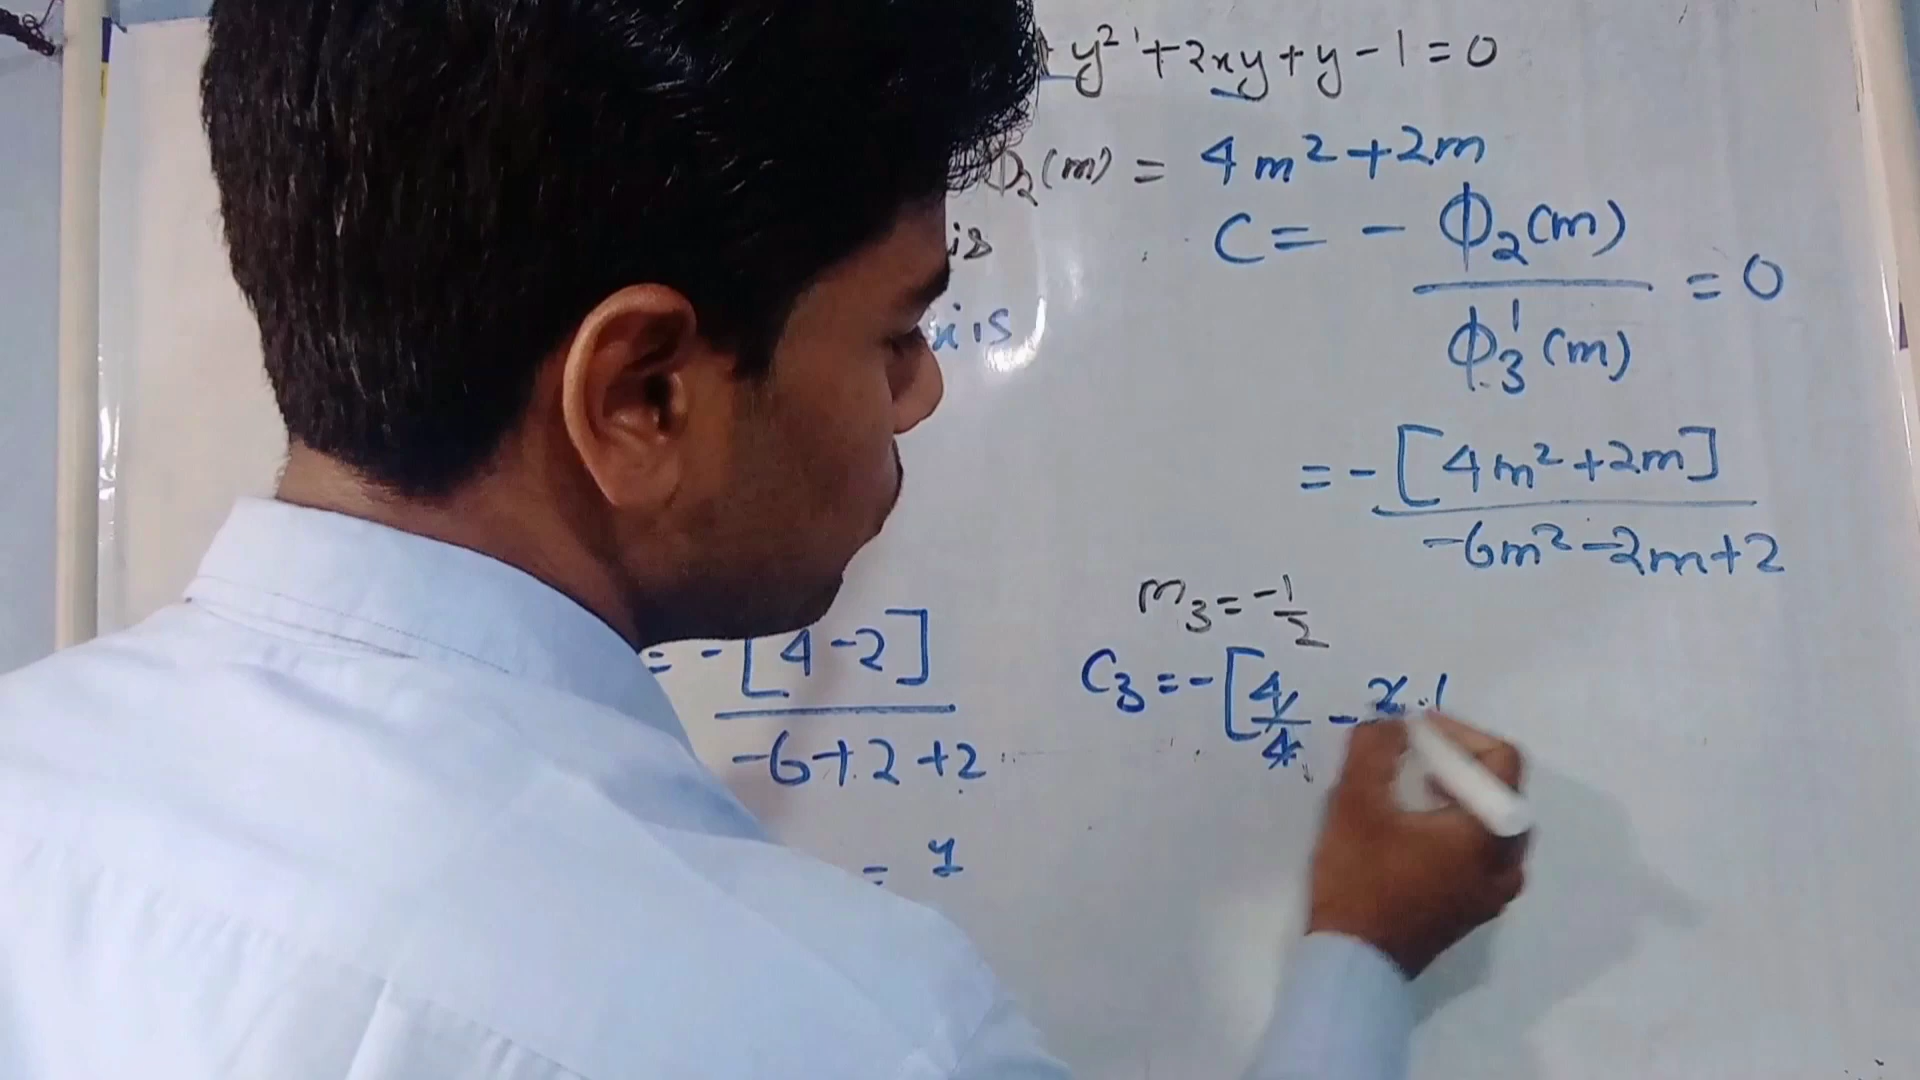 y² + 2xy + y - 1 = 0
ϕ₂(m) = 4m² + 2m
is
C = - ϕ₂(m) / ϕ₃'(m) = 0
xis
= - [4m² + 2m] / -6m² - 2m + 2
m₃ = -1/2
= - [4 - 2] / -6 + 2 + 2
C₃ = - [4/4 -
= 1